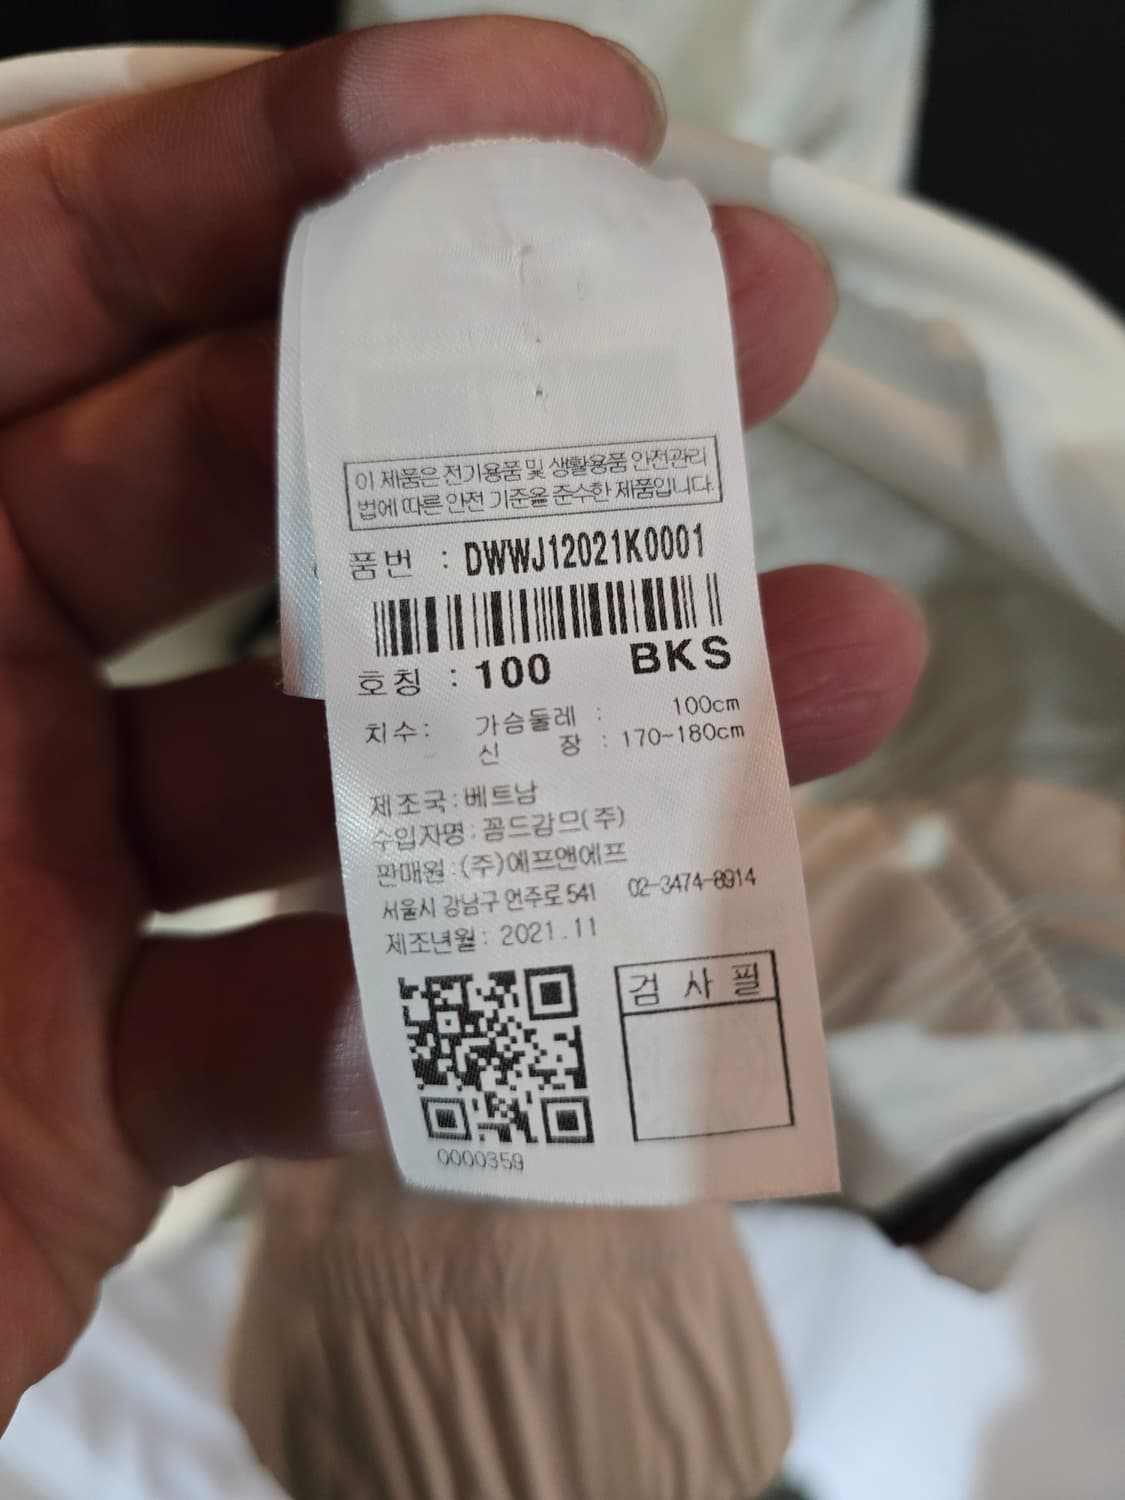 이 제품은 전기용품 및 생활용품 안전관리
법에 따른 안전 기준을 준수한 제품입니다.
품번 : DWWJ12021K0001
호칭 : 100 BKS
치수: 가슴둘레 : 100cm
신 장 : 170~180cm
제조국:베트남
수입자명:꼼드감므(주)
판매원:(주)에프앤에프
서울시 강남구 언주로 541 02-3474-8914
제조년월: 2021.11
검 사 필
0000359